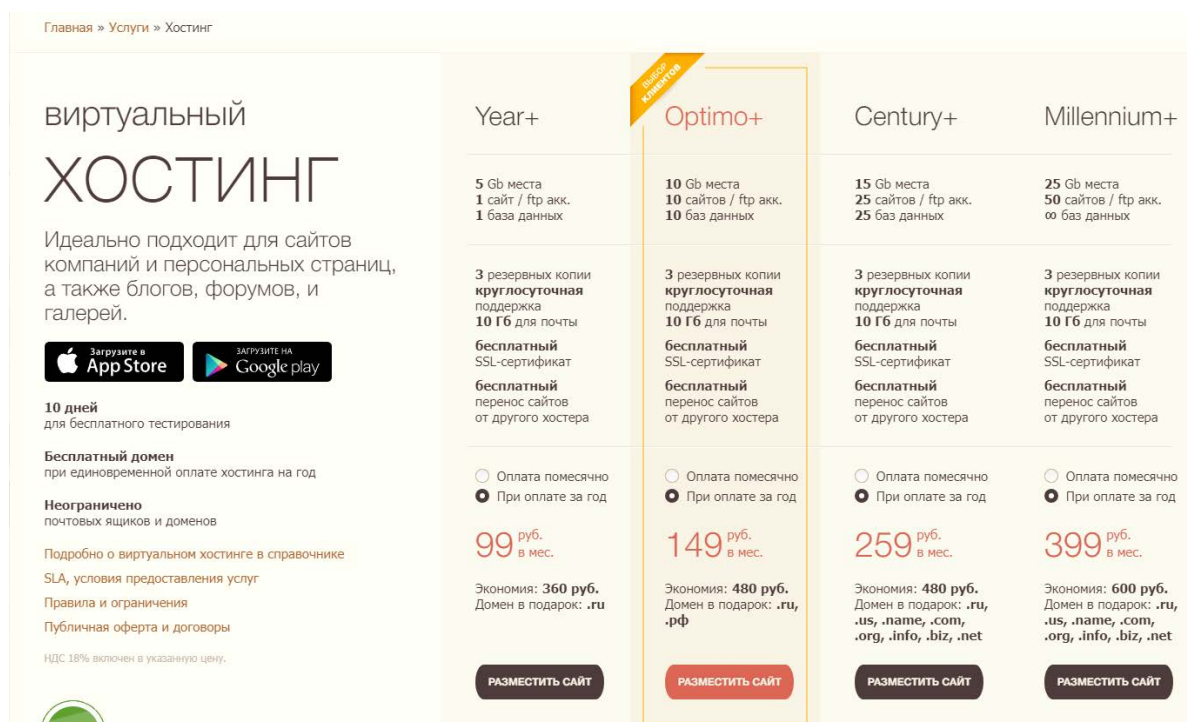 Главная » Услуги » Хостинг
виртуальный
ХОСТИНГ
Идеально подходит для сайтов
компаний и персональных страниц,
а также блогов, форумов, и
галерей.
Загрузите в
App Store
ЗАГРУЗИТЕ НА
Google play
10 дней
для бесплатного тестирования
Бесплатный домен
при единовременной оплате хостинга на год
Неограничено
почтовых ящиков и доменов
Подробно о виртуальном хостинге в справочнике
SLA, условия предоставления услуг
Правила и ограничения
Публичная оферта и договоры
НДС 18% включен в указанную цену.
Year+
5 Gb места
1 сайт / ftp акк.
1 база данных
3 резервных копии
круглосуточная
поддержка
10 Гб для почты
бесплатный
SSL-сертификат
бесплатный
перенос сайтов
от другого хостера
Оплата помесячно
При оплате за год
99 руб.
в мес.
Экономия: 360 руб.
Домен в подарок: .ru
РАЗМЕСТИТЬ САЙТ
ВЫБОР
КЛИЕНТОВ
Optimo+
10 Gb места
10 сайтов / ftp акк.
10 баз данных
3 резервных копии
круглосуточная
поддержка
10 Гб для почты
бесплатный
SSL-сертификат
бесплатный
перенос сайтов
от другого хостера
Оплата помесячно
При оплате за год
149 руб.
в мес.
Экономия: 480 руб.
Домен в подарок: .ru,
.рф
РАЗМЕСТИТЬ САЙТ
Century+
15 Gb места
25 сайтов / ftp акк.
25 баз данных
3 резервных копии
круглосуточная
поддержка
10 Гб для почты
бесплатный
SSL-сертификат
бесплатный
перенос сайтов
от другого хостера
Оплата помесячно
При оплате за год
259 руб.
в мес.
Экономия: 480 руб.
Домен в подарок: .ru,
.us, .name, .com,
.org, .info, .biz, .net
РАЗМЕСТИТЬ САЙТ
Millennium+
25 Gb места
50 сайтов / ftp акк.
∞ баз данных
3 резервных копии
круглосуточная
поддержка
10 Гб для почты
бесплатный
SSL-сертификат
бесплатный
перенос сайтов
от другого хостера
Оплата помесячно
При оплате за год
399 руб.
в мес.
Экономия: 600 руб.
Домен в подарок: .ru,
.us, .name, .com,
.org, .info, .biz, .net
РАЗМЕСТИТЬ САЙТ